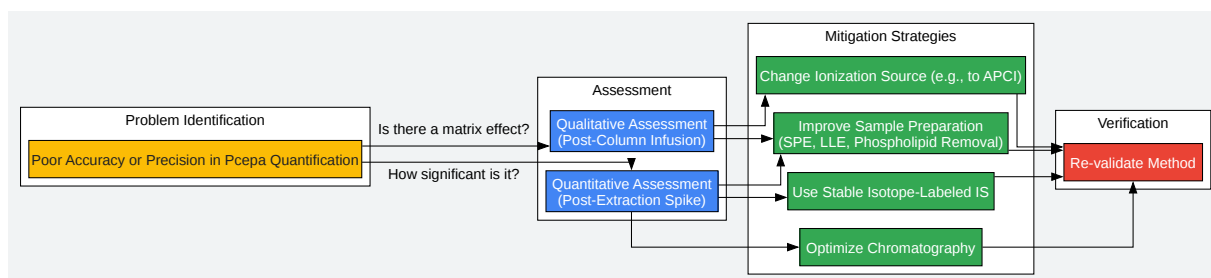 Problem Identification
Poor Accuracy or Precision in Pcepa Quantification
Is there a matrix effect?
How significant is it?
Assessment
Qualitative Assessment
(Post-Column Infusion)
Quantitative Assessment
(Post-Extraction Spike)
Mitigation Strategies
Change Ionization Source (e.g., to APCI)
Improve Sample Preparation
(SPE, LLE, Phospholipid Removal)
Use Stable Isotope-Labeled IS
Optimize Chromatography
Verification
Re-validate Method